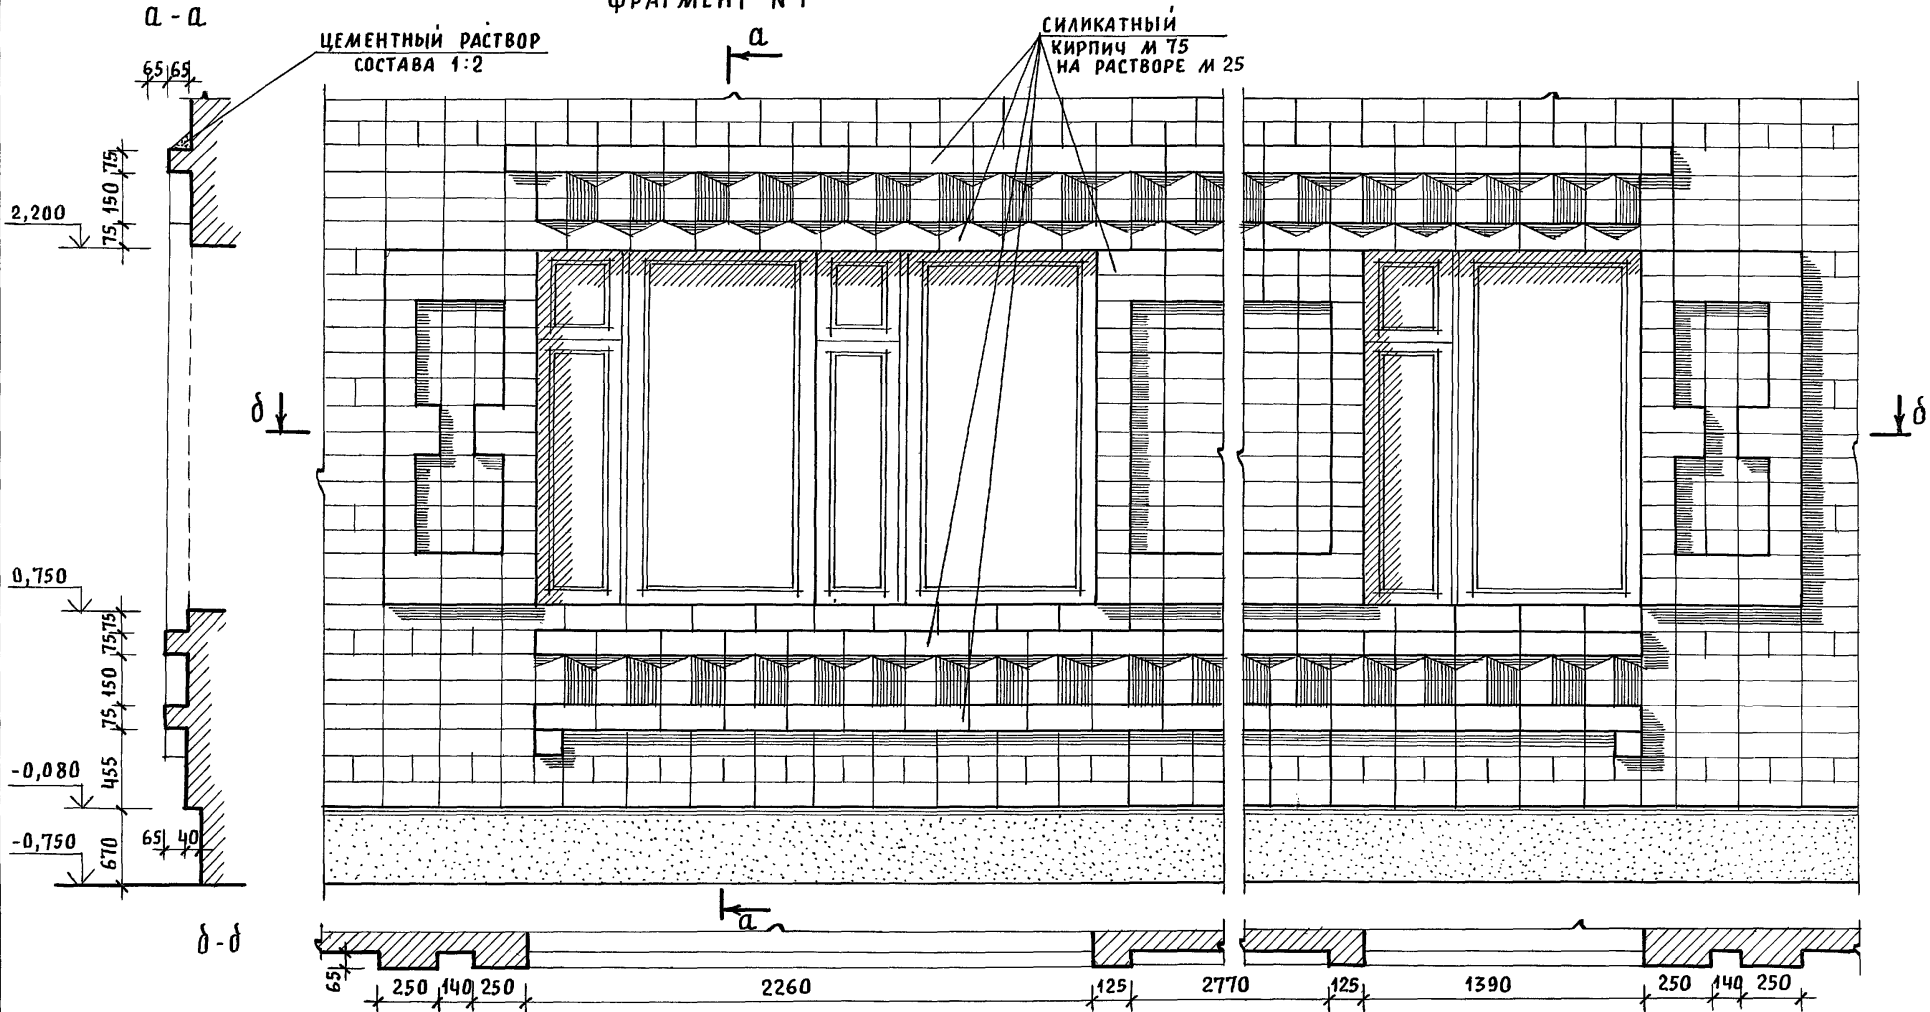 ФРАГМЕНТ N 1
а - а
ЦЕМЕНТНЫЙ РАСТВОР
СОСТАВА 1:2
СИЛИКАТНЫЙ
КИРПИЧ М 75
НА РАСТВОРЕ М 25
а
65 65
75
150
75
2,200
б
б
0,750
75
75
150
75
455
-0,080
670
65 40
-0,750
а
б-б
65
250 140 250 2260 125 2770 125 1390 250 140 250